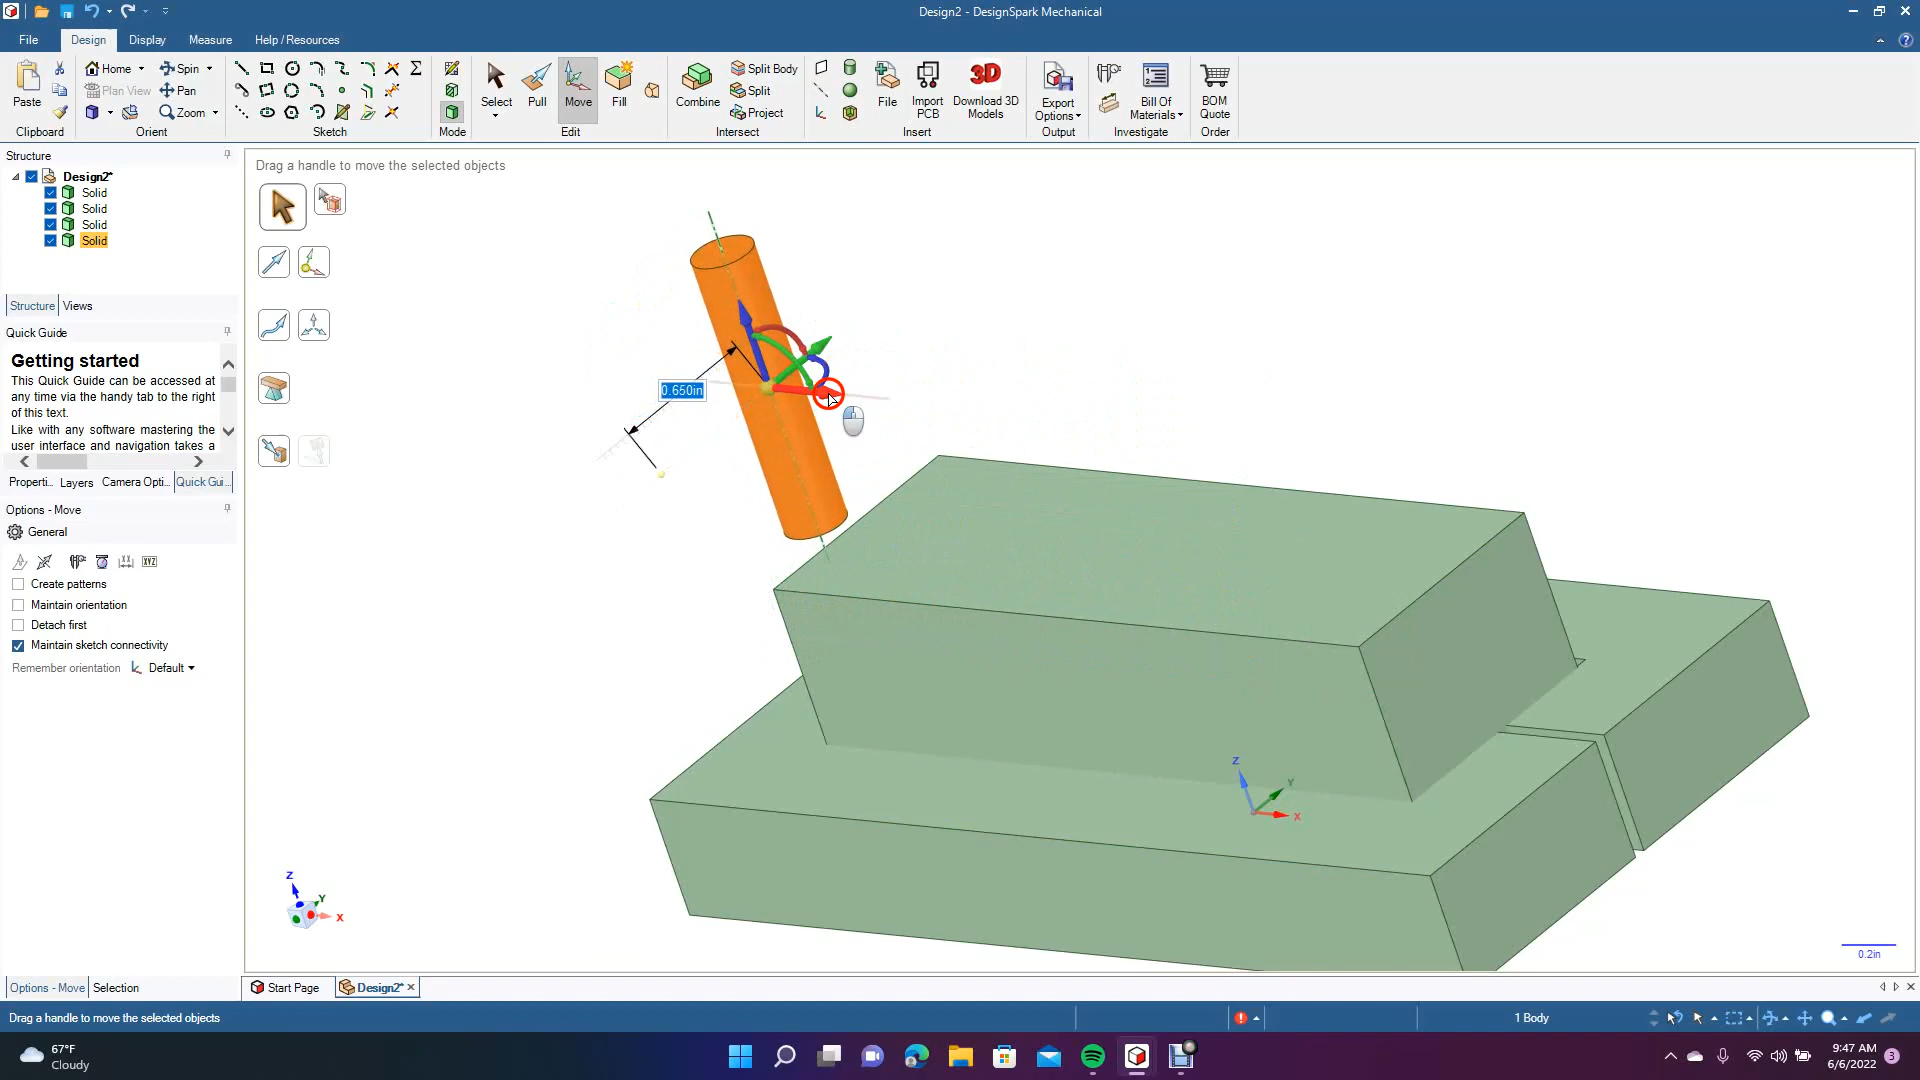 Design2 - DesignSpark Mechanical
File
Design
Display
Measure
Help / Resources
Paste
Home
Spin
Plan View
Pan
Zoom
Select
Pull
Move
Fill
Combine
Split Body
Split
Project
File
Import PCB
Download 3D Models
3D
Export Options
Bill Of Materials
BOM Quote
Clipboard
Orient
Sketch
Mode
Edit
Intersect
Insert
Output
Investigate
Order
Structure
Design2*
Solid
Solid
Solid
Solid
Structure
Views
Quick Guide
Getting started
This Quick Guide can be accessed at
any time via the handy tab to the right
of this text.
Like with any software mastering the
user interface and navigation takes a
Properti...
Layers
Camera Opti...
Quick Gui...
Options - Move
General
XYZ
Create patterns
Maintain orientation
Detach first
Maintain sketch connectivity
Remember orientation
Default
Drag a handle to move the selected objects
0.650in
Z
Y
X
Z
Y
X
0.2in
Options - Move
Selection
Start Page
Design2*
Drag a handle to move the selected objects
1 Body
67°F
Cloudy
9:47 AM
6/6/2022
3